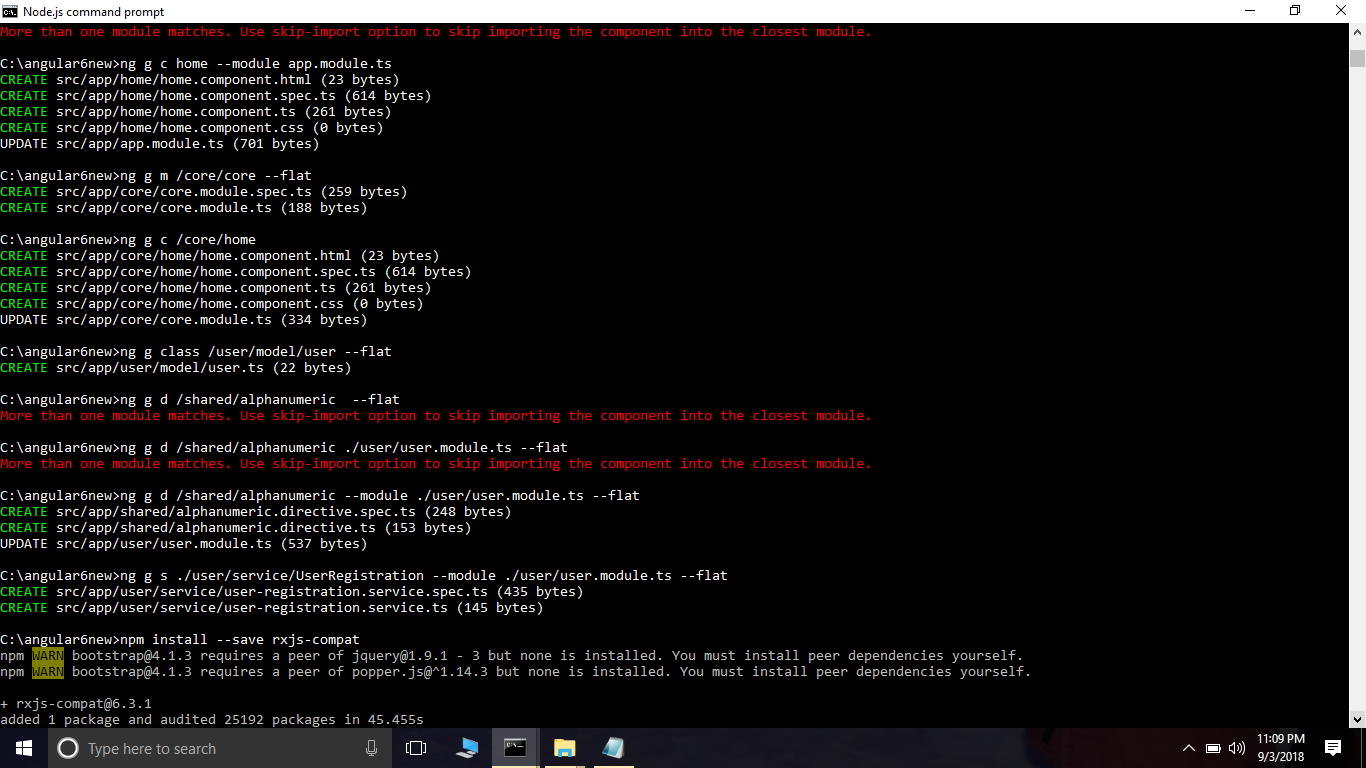 Node.js command prompt
More than one module matches. Use skip-import option to skip importing the component into the closest module.
C:\angular6new>ng g c home --module app.module.ts
CREATE src/app/home/home.component.html (23 bytes)
CREATE src/app/home/home.component.spec.ts (614 bytes)
CREATE src/app/home/home.component.ts (261 bytes)
CREATE src/app/home/home.component.css (0 bytes)
UPDATE src/app/app.module.ts (701 bytes)
C:\angular6new>ng g m /core/core --flat
CREATE src/app/core/core.module.spec.ts (259 bytes)
CREATE src/app/core/core.module.ts (188 bytes)
C:\angular6new>ng g c /core/home
CREATE src/app/core/home/home.component.html (23 bytes)
CREATE src/app/core/home/home.component.spec.ts (614 bytes)
CREATE src/app/core/home/home.component.ts (261 bytes)
CREATE src/app/core/home/home.component.css (0 bytes)
UPDATE src/app/core/core.module.ts (334 bytes)
C:\angular6new>ng g class /user/model/user --flat
CREATE src/app/user/model/user.ts (22 bytes)
C:\angular6new>ng g d /shared/alphanumeric  --flat
More than one module matches. Use skip-import option to skip importing the component into the closest module.
C:\angular6new>ng g d /shared/alphanumeric ./user/user.module.ts --flat
More than one module matches. Use skip-import option to skip importing the component into the closest module.
C:\angular6new>ng g d /shared/alphanumeric --module ./user/user.module.ts --flat
CREATE src/app/shared/alphanumeric.directive.spec.ts (248 bytes)
CREATE src/app/shared/alphanumeric.directive.ts (153 bytes)
UPDATE src/app/user/user.module.ts (537 bytes)
C:\angular6new>ng g s ./user/service/UserRegistration --module ./user/user.module.ts --flat
CREATE src/app/user/service/user-registration.service.spec.ts (435 bytes)
CREATE src/app/user/service/user-registration.service.ts (145 bytes)
C:\angular6new>npm install --save rxjs-compat
npm WARN bootstrap@4.1.3 requires a peer of jquery@1.9.1 - 3 but none is installed. You must install peer dependencies yourself.
npm WARN bootstrap@4.1.3 requires a peer of popper.js@^1.14.3 but none is installed. You must install peer dependencies yourself.
+ rxjs-compat@6.3.1
added 1 package and audited 25192 packages in 45.455s
Type here to search
11:09 PM
9/3/2018